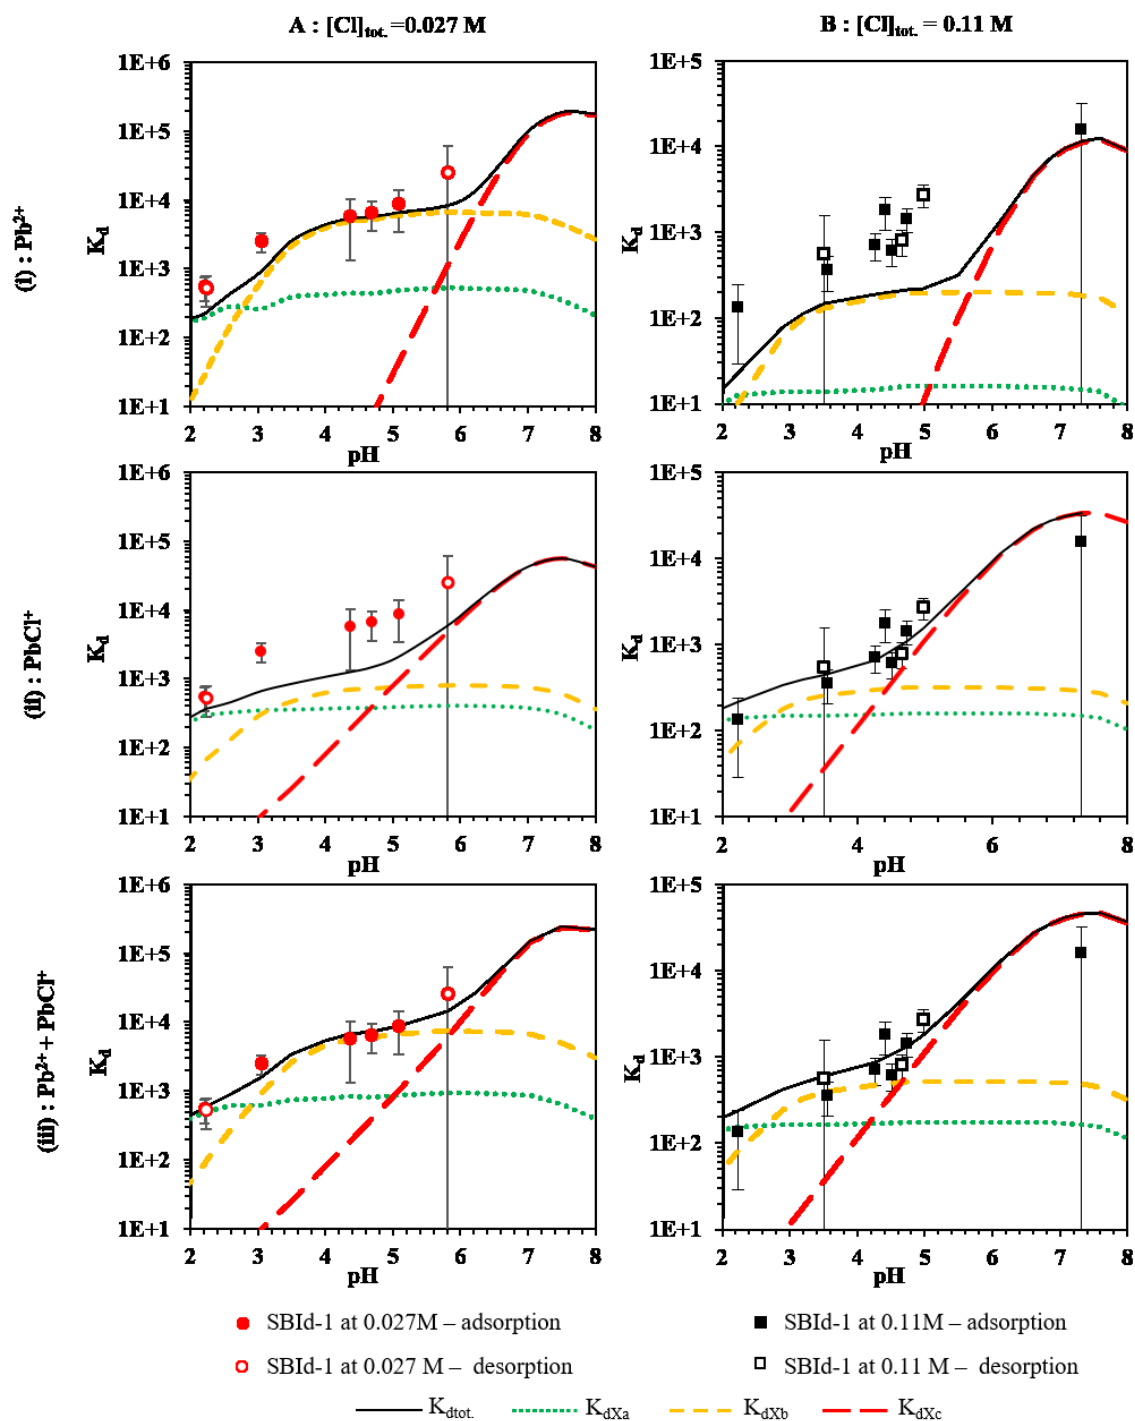 A : [Cl]tot. =0.027 M
B : [Cl]tot. = 0.11 M
(i) : Pb2+
Kd
1E+6
1E+5
1E+4
1E+3
1E+2
1E+1
2 3 4 5 6 7 8
pH
Kd
1E+5
1E+4
1E+3
1E+2
1E+1
2 3 4 5 6 7 8
pH
(ii) : PbCl+
Kd
1E+6
1E+5
1E+4
1E+3
1E+2
1E+1
2 3 4 5 6 7 8
pH
Kd
1E+5
1E+4
1E+3
1E+2
1E+1
2 4 6 8
pH
(iii) : Pb2+ + PbCl+
Kd
1E+6
1E+5
1E+4
1E+3
1E+2
1E+1
2 3 4 5 6 7 8
pH
Kd
1E+5
1E+4
1E+3
1E+2
1E+1
2 3 4 5 6 7 8
pH
SBId-1 at 0.027M – adsorption
SBId-1 at 0.11M – adsorption
SBId-1 at 0.027 M – desorption
SBId-1 at 0.11 M – desorption
Kdtot. KdXa KdXb KdXc